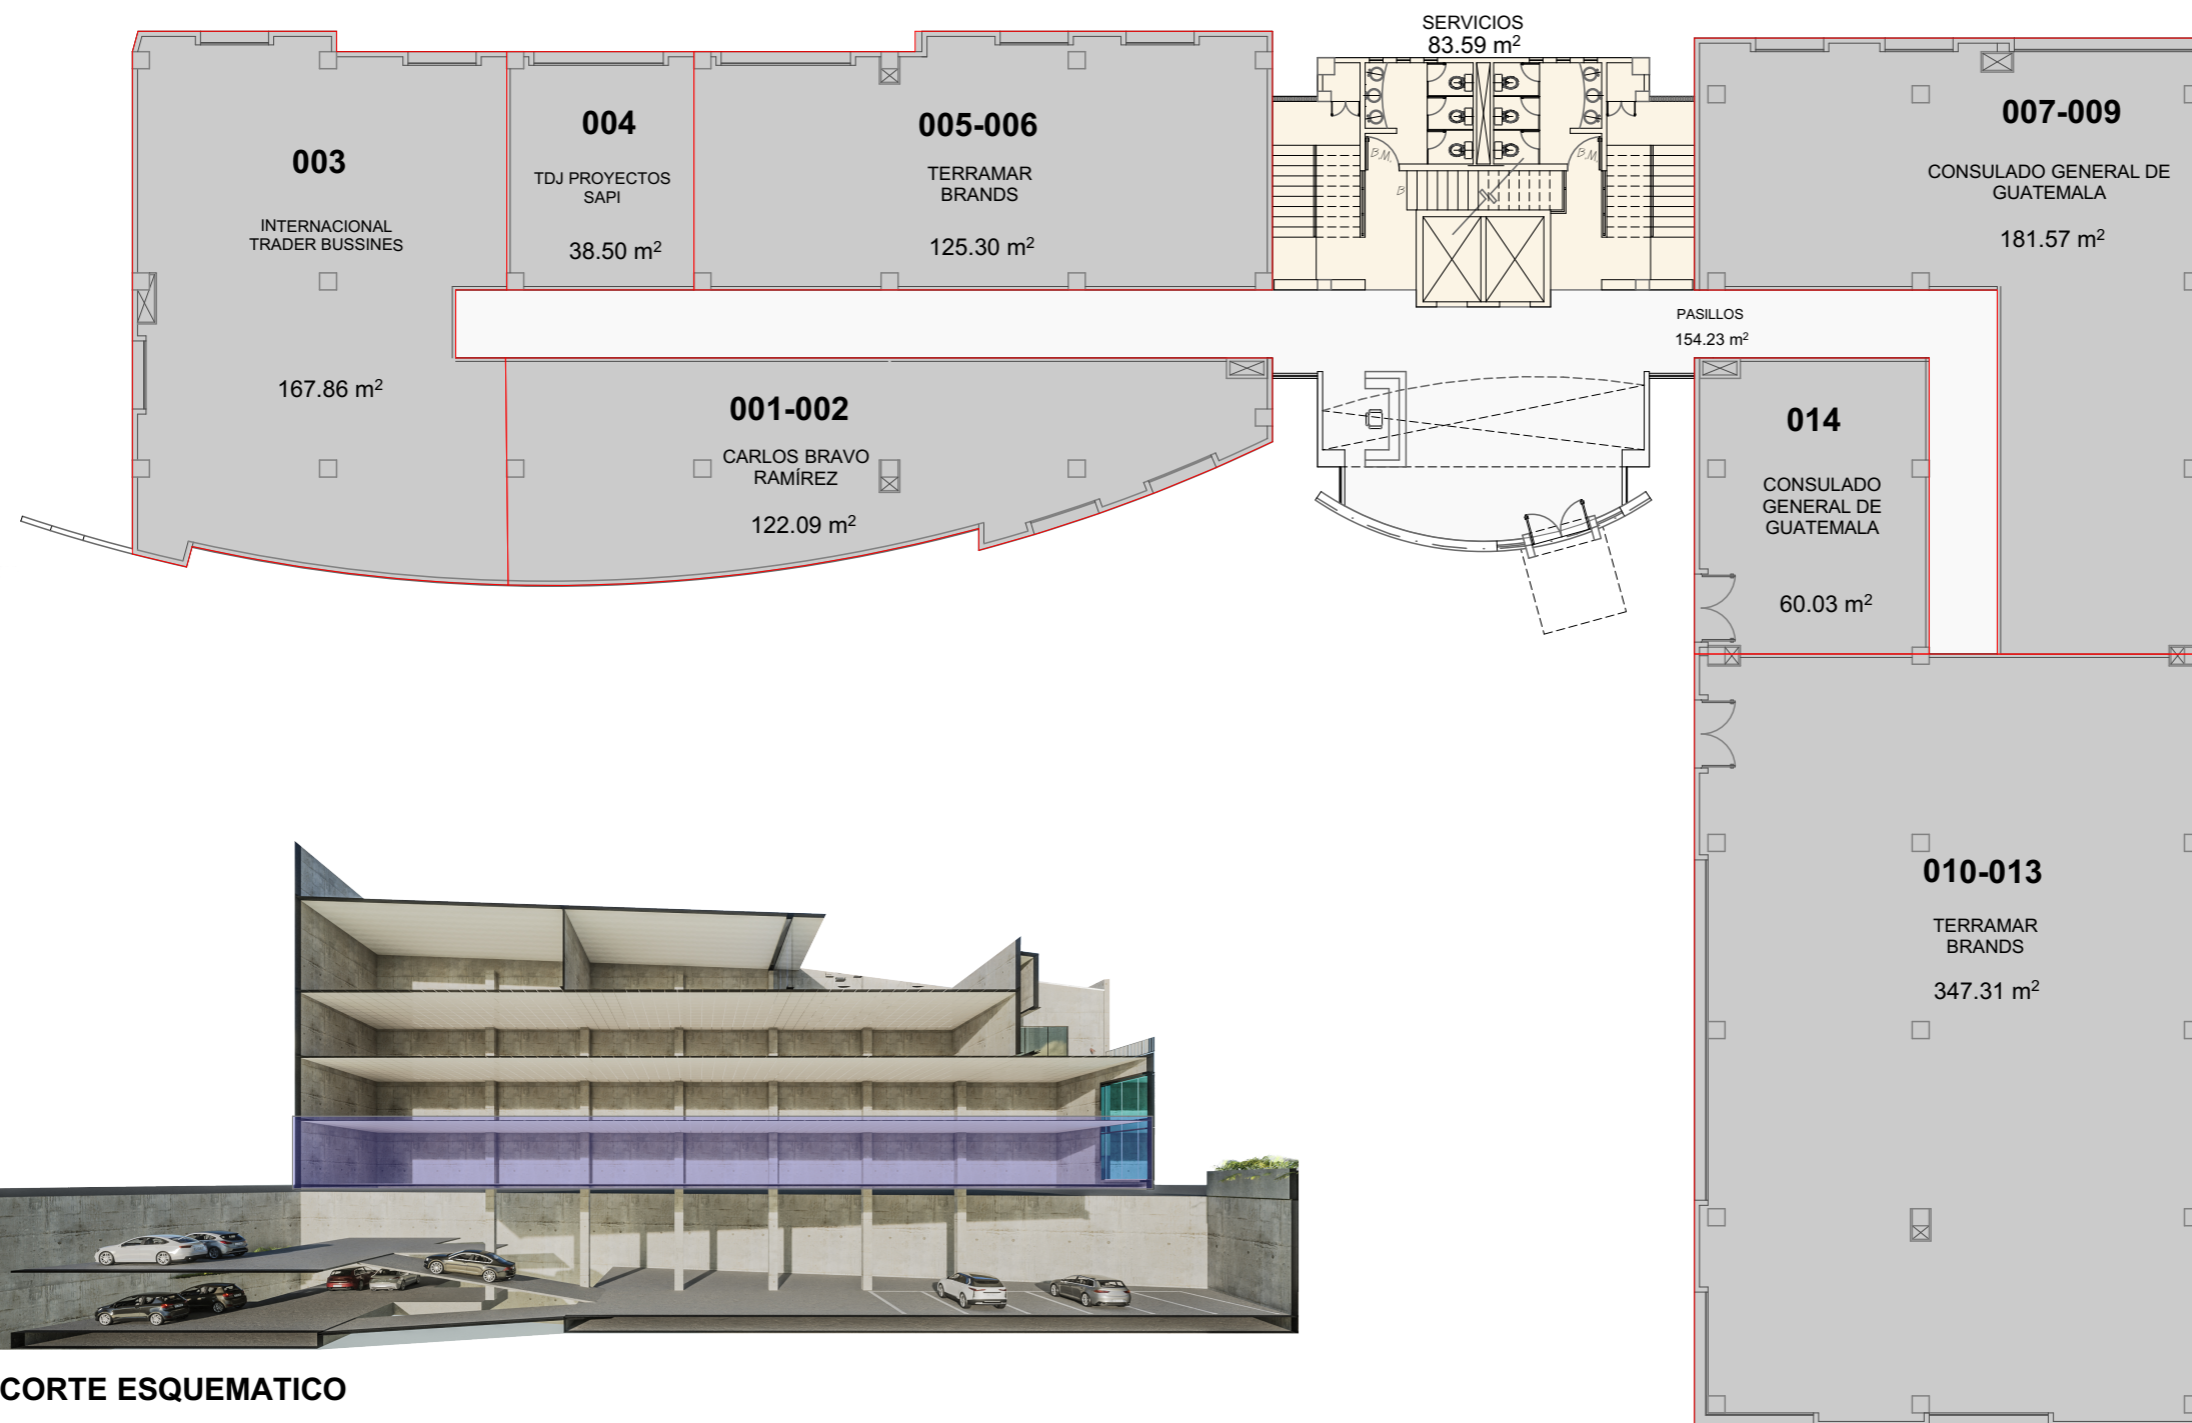 SERVICIOS
83.59 m²
003
INTERNACIONAL
TRADER BUSSINES
167.86 m²
004
TDJ PROYECTOS
SAPI
38.50 m²
005-006
TERRAMAR
BRANDS
125.30 m²
B.M.
B.M.
B
007-009
CONSULADO GENERAL DE
GUATEMALA
181.57 m²
PASILLOS
154.23 m²
001-002
CARLOS BRAVO
RAMÍREZ
122.09 m²
014
CONSULADO
GENERAL DE
GUATEMALA
60.03 m²
010-013
TERRAMAR
BRANDS
347.31 m²
CORTE ESQUEMATICO